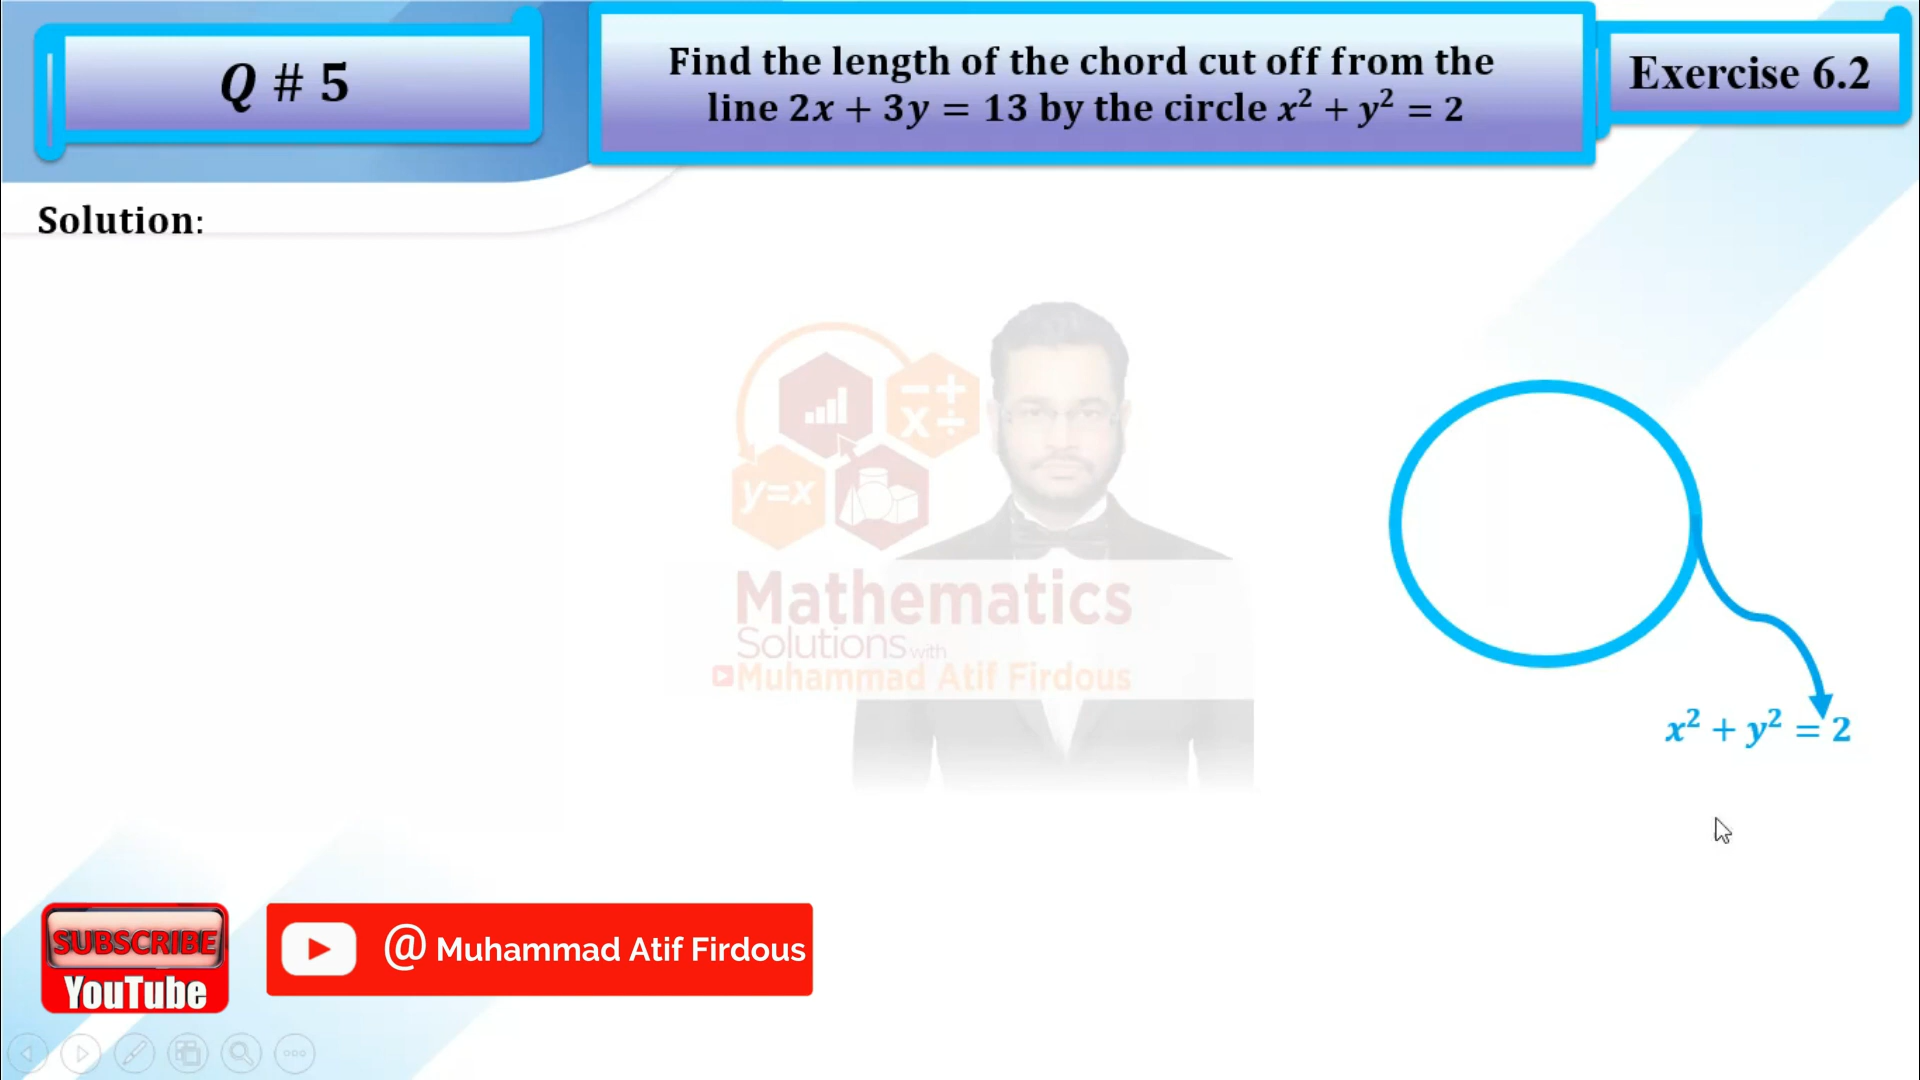 Q # 5
Find the length of the chord cut off from the
line 2x + 3y = 13 by the circle x² + y² = 2
Exercise 6.2
Solution:
− +
x ÷
y=x
Mathematics
Solutions with
Muhammad Atif Firdous
x² + y² = 2
SUBSCRIBE
YouTube
@ Muhammad Atif Firdous